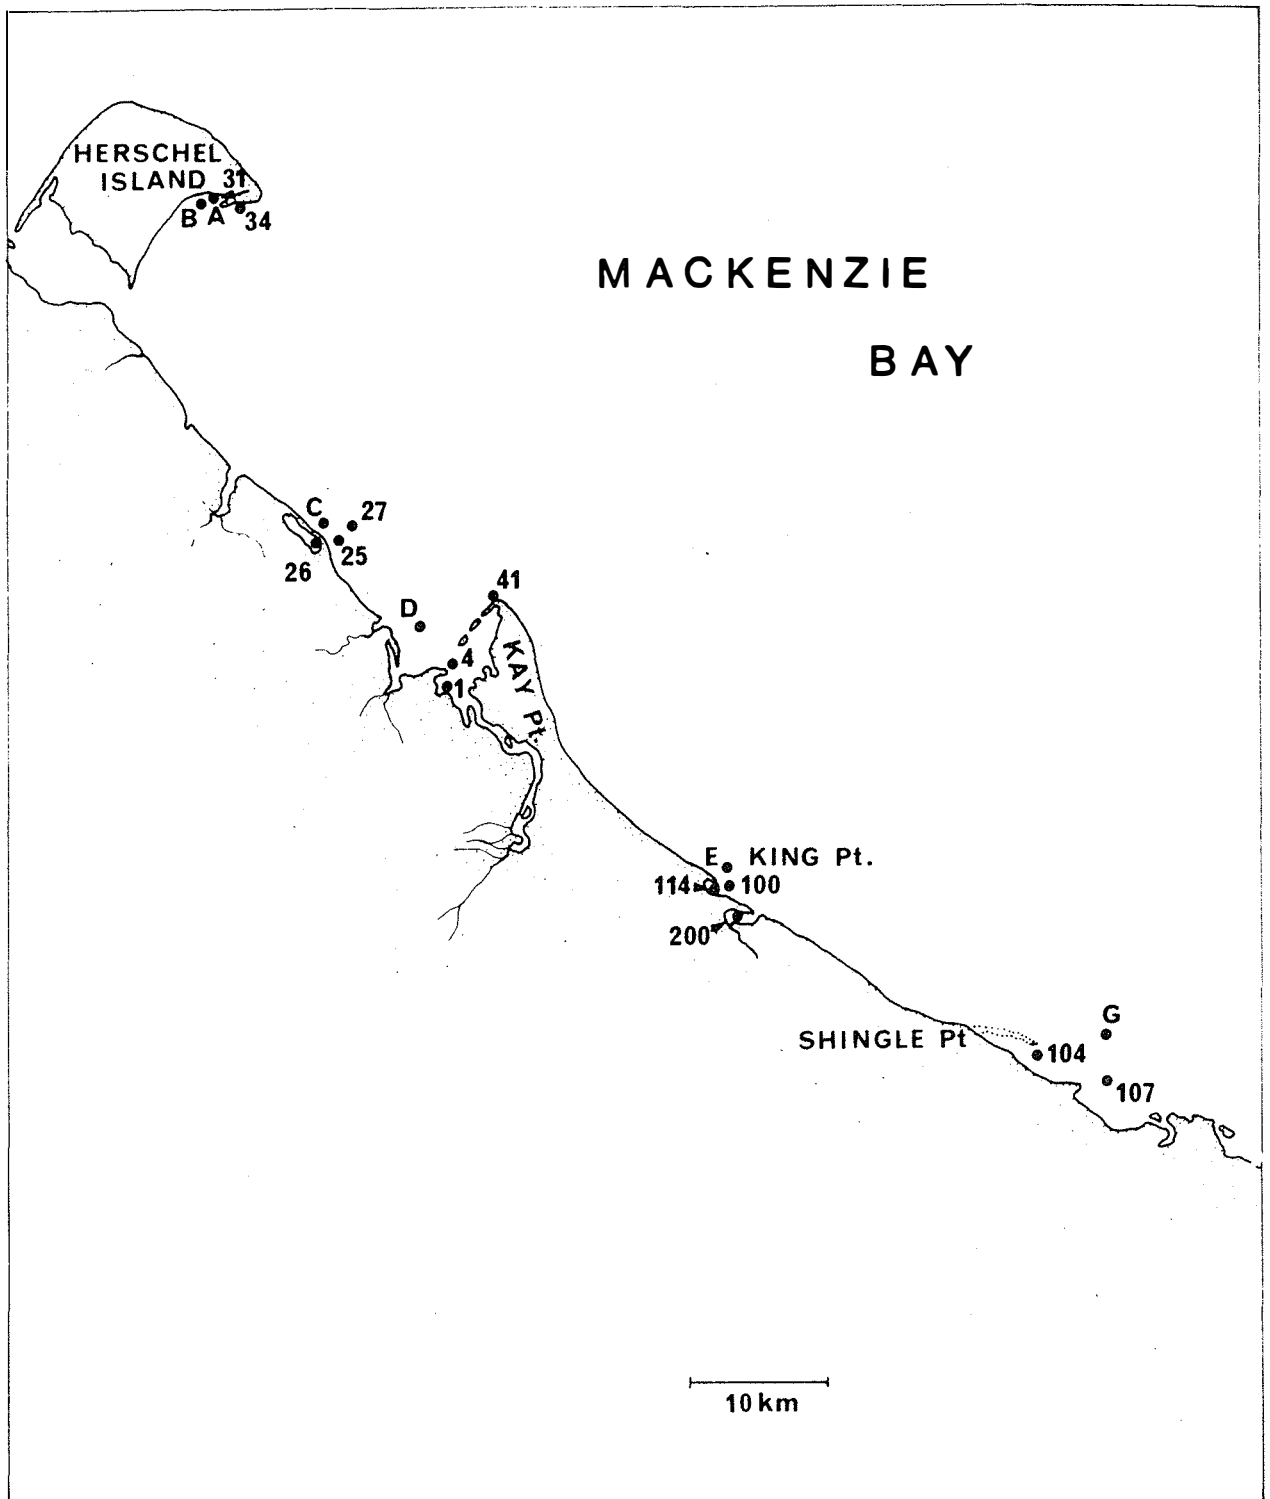 HERSCHEL
ISLAND
31
B
A
34
MACKENZIE
BAY
C
27
25
26
41
D
4
1
KAY Pt.
E
KING Pt.
114
100
200
G
SHINGLE Pt
104
107
10 km